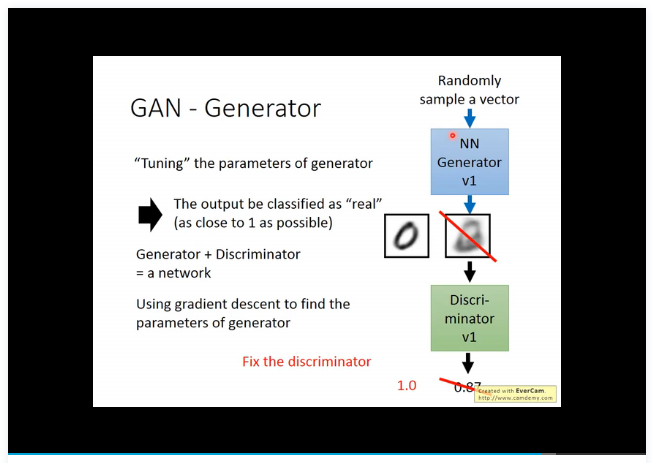 GAN - Generator
"Tuning" the parameters of generator
The output be classified as "real"
(as close to 1 as possible)
Generator + Discriminator
= a network
Using gradient descent to find the
parameters of generator
Fix the discriminator
Randomly
sample a vector
NN
Generator
v1
0
Discri-
minator
v1
1.0
0.87
Created with EverCam.
http://www.camdemy.com